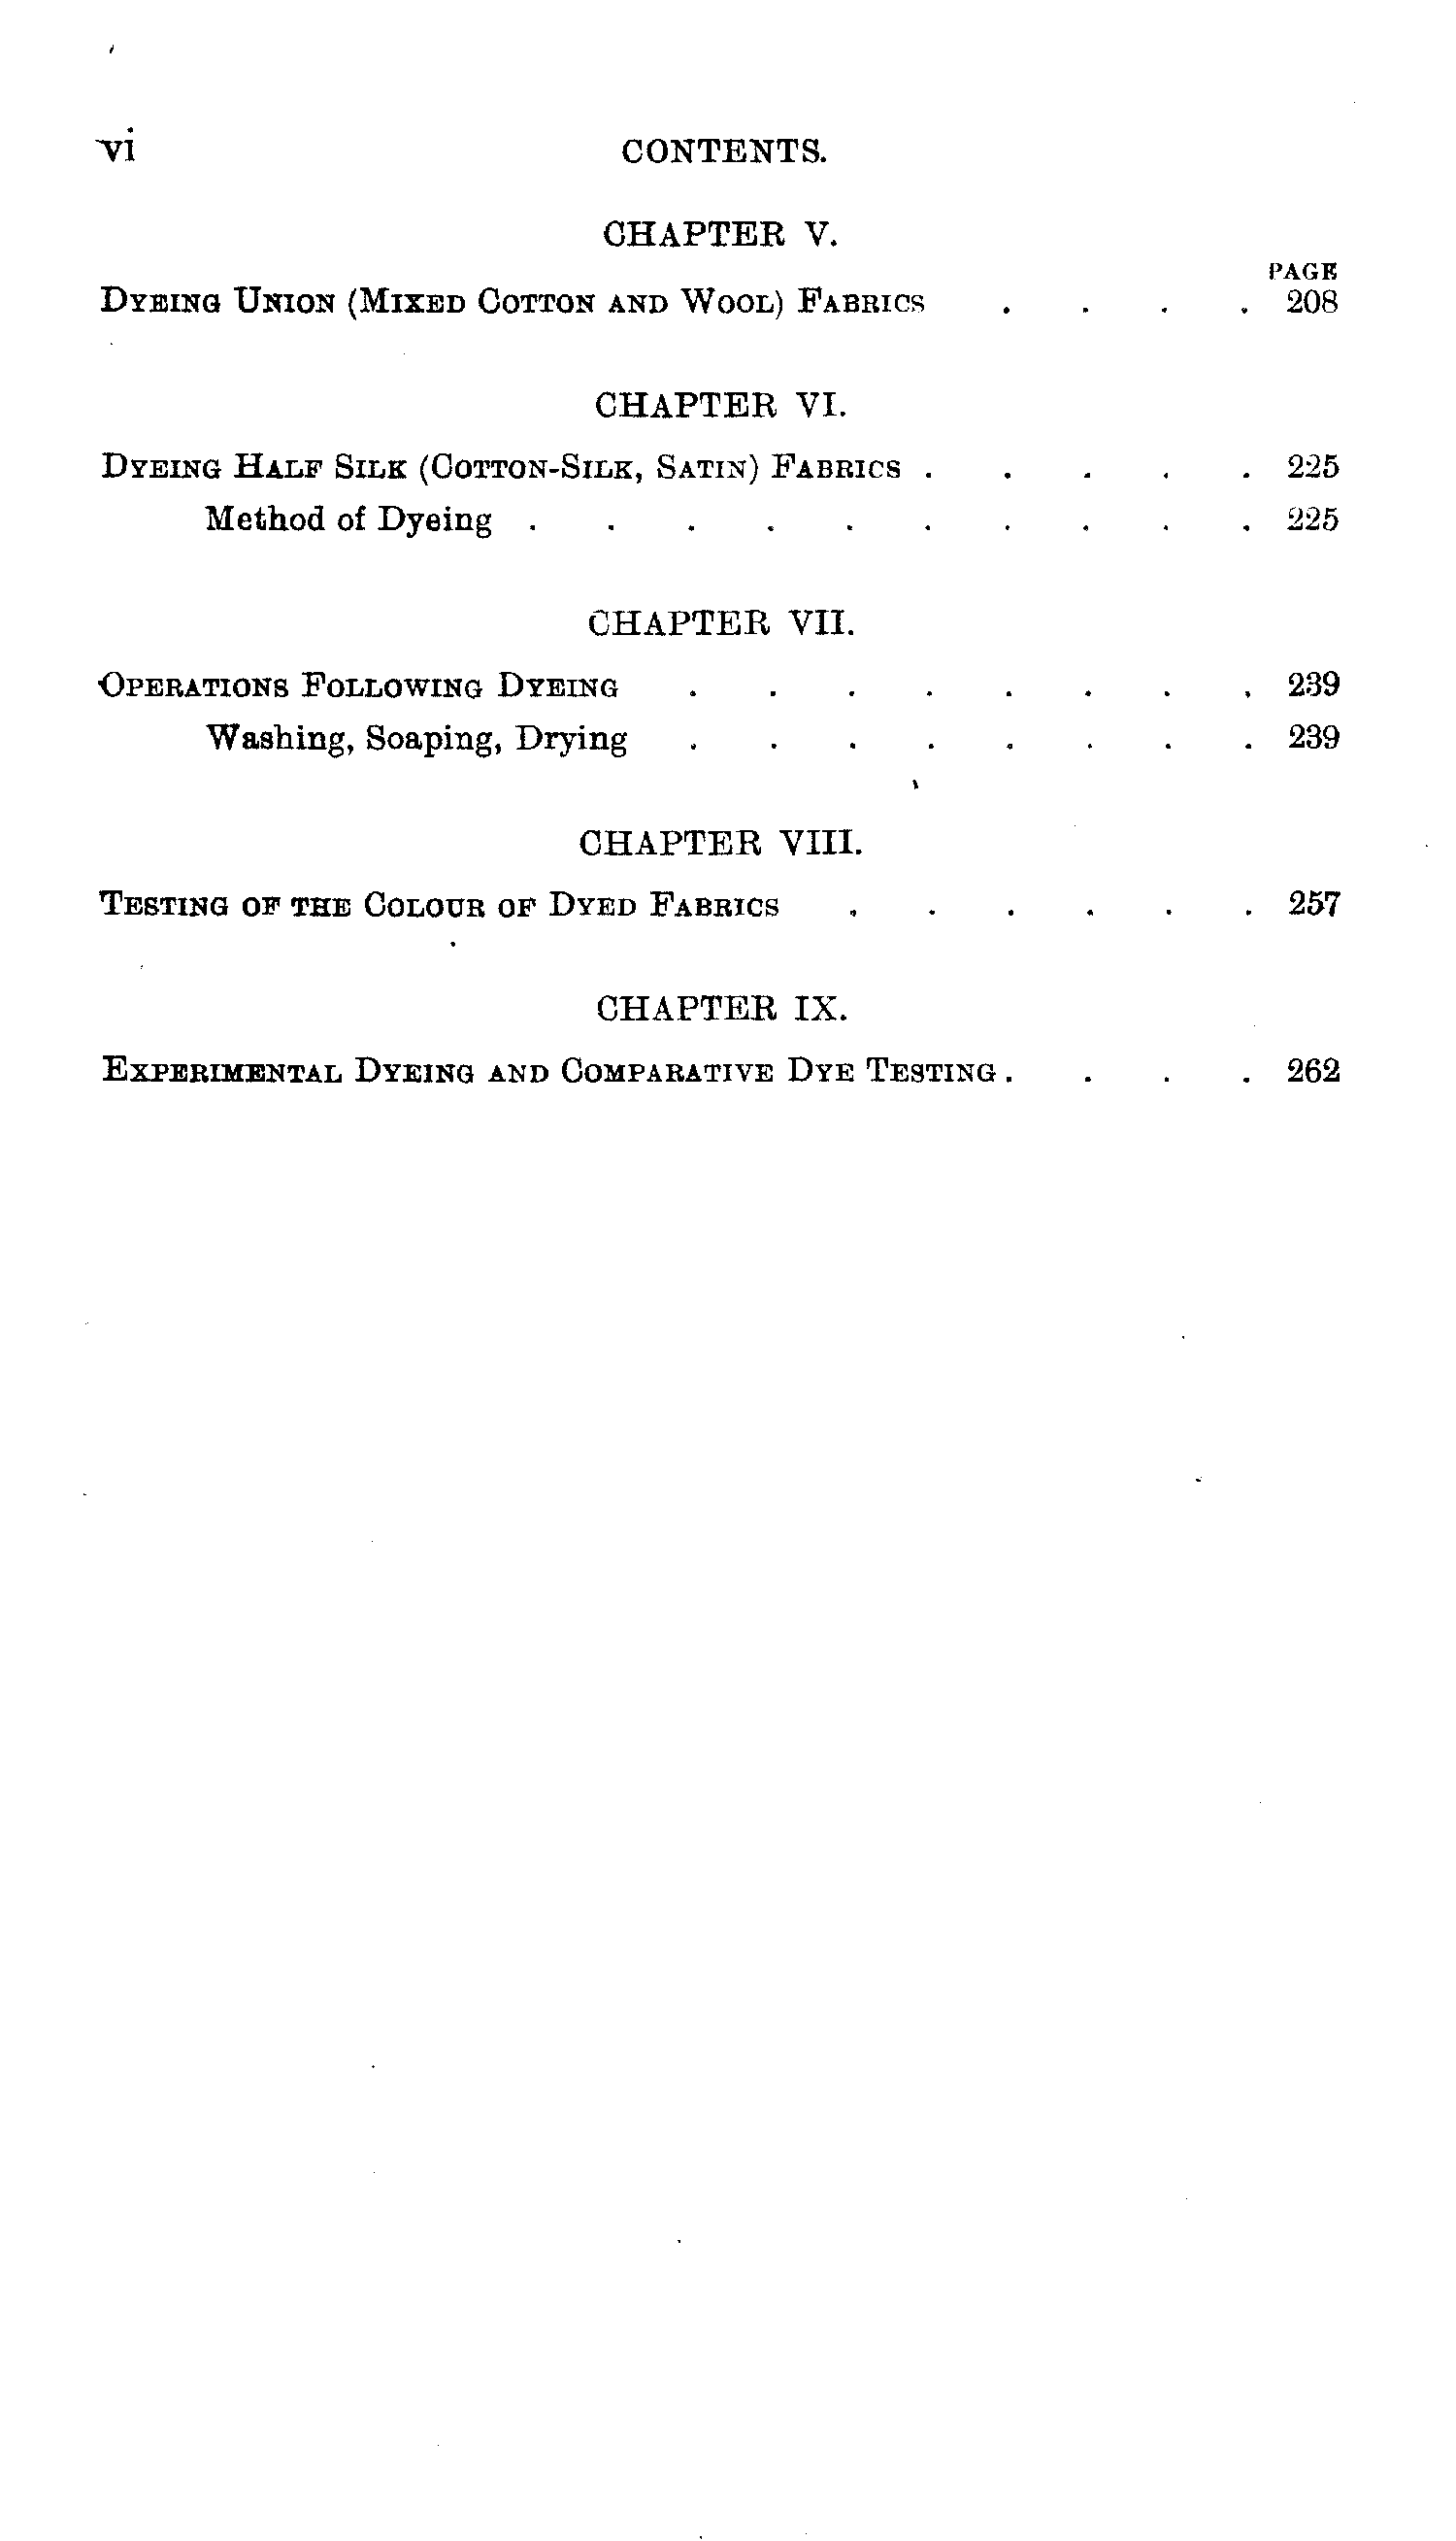 vi CONTENTS.
CHAPTER V.
PAGE
DYEING UNION (MIXED COTTON AND WOOL) FABRICS . . . . 208
CHAPTER VI.
DYEING HALF SILK (COTTON-SILK, SATIN) FABRICS . . . . . 225
Method of Dyeing . . . . . . . . . . 225
CHAPTER VII.
OPERATIONS FOLLOWING DYEING . . . . . . . . 239
Washing, Soaping, Drying . . . . . . . . 239
CHAPTER VIII.
TESTING OF THE COLOUR OF DYED FABRICS . . . . . . 257
CHAPTER IX.
EXPERIMENTAL DYEING AND COMPARATIVE DYE TESTING . . . . 262